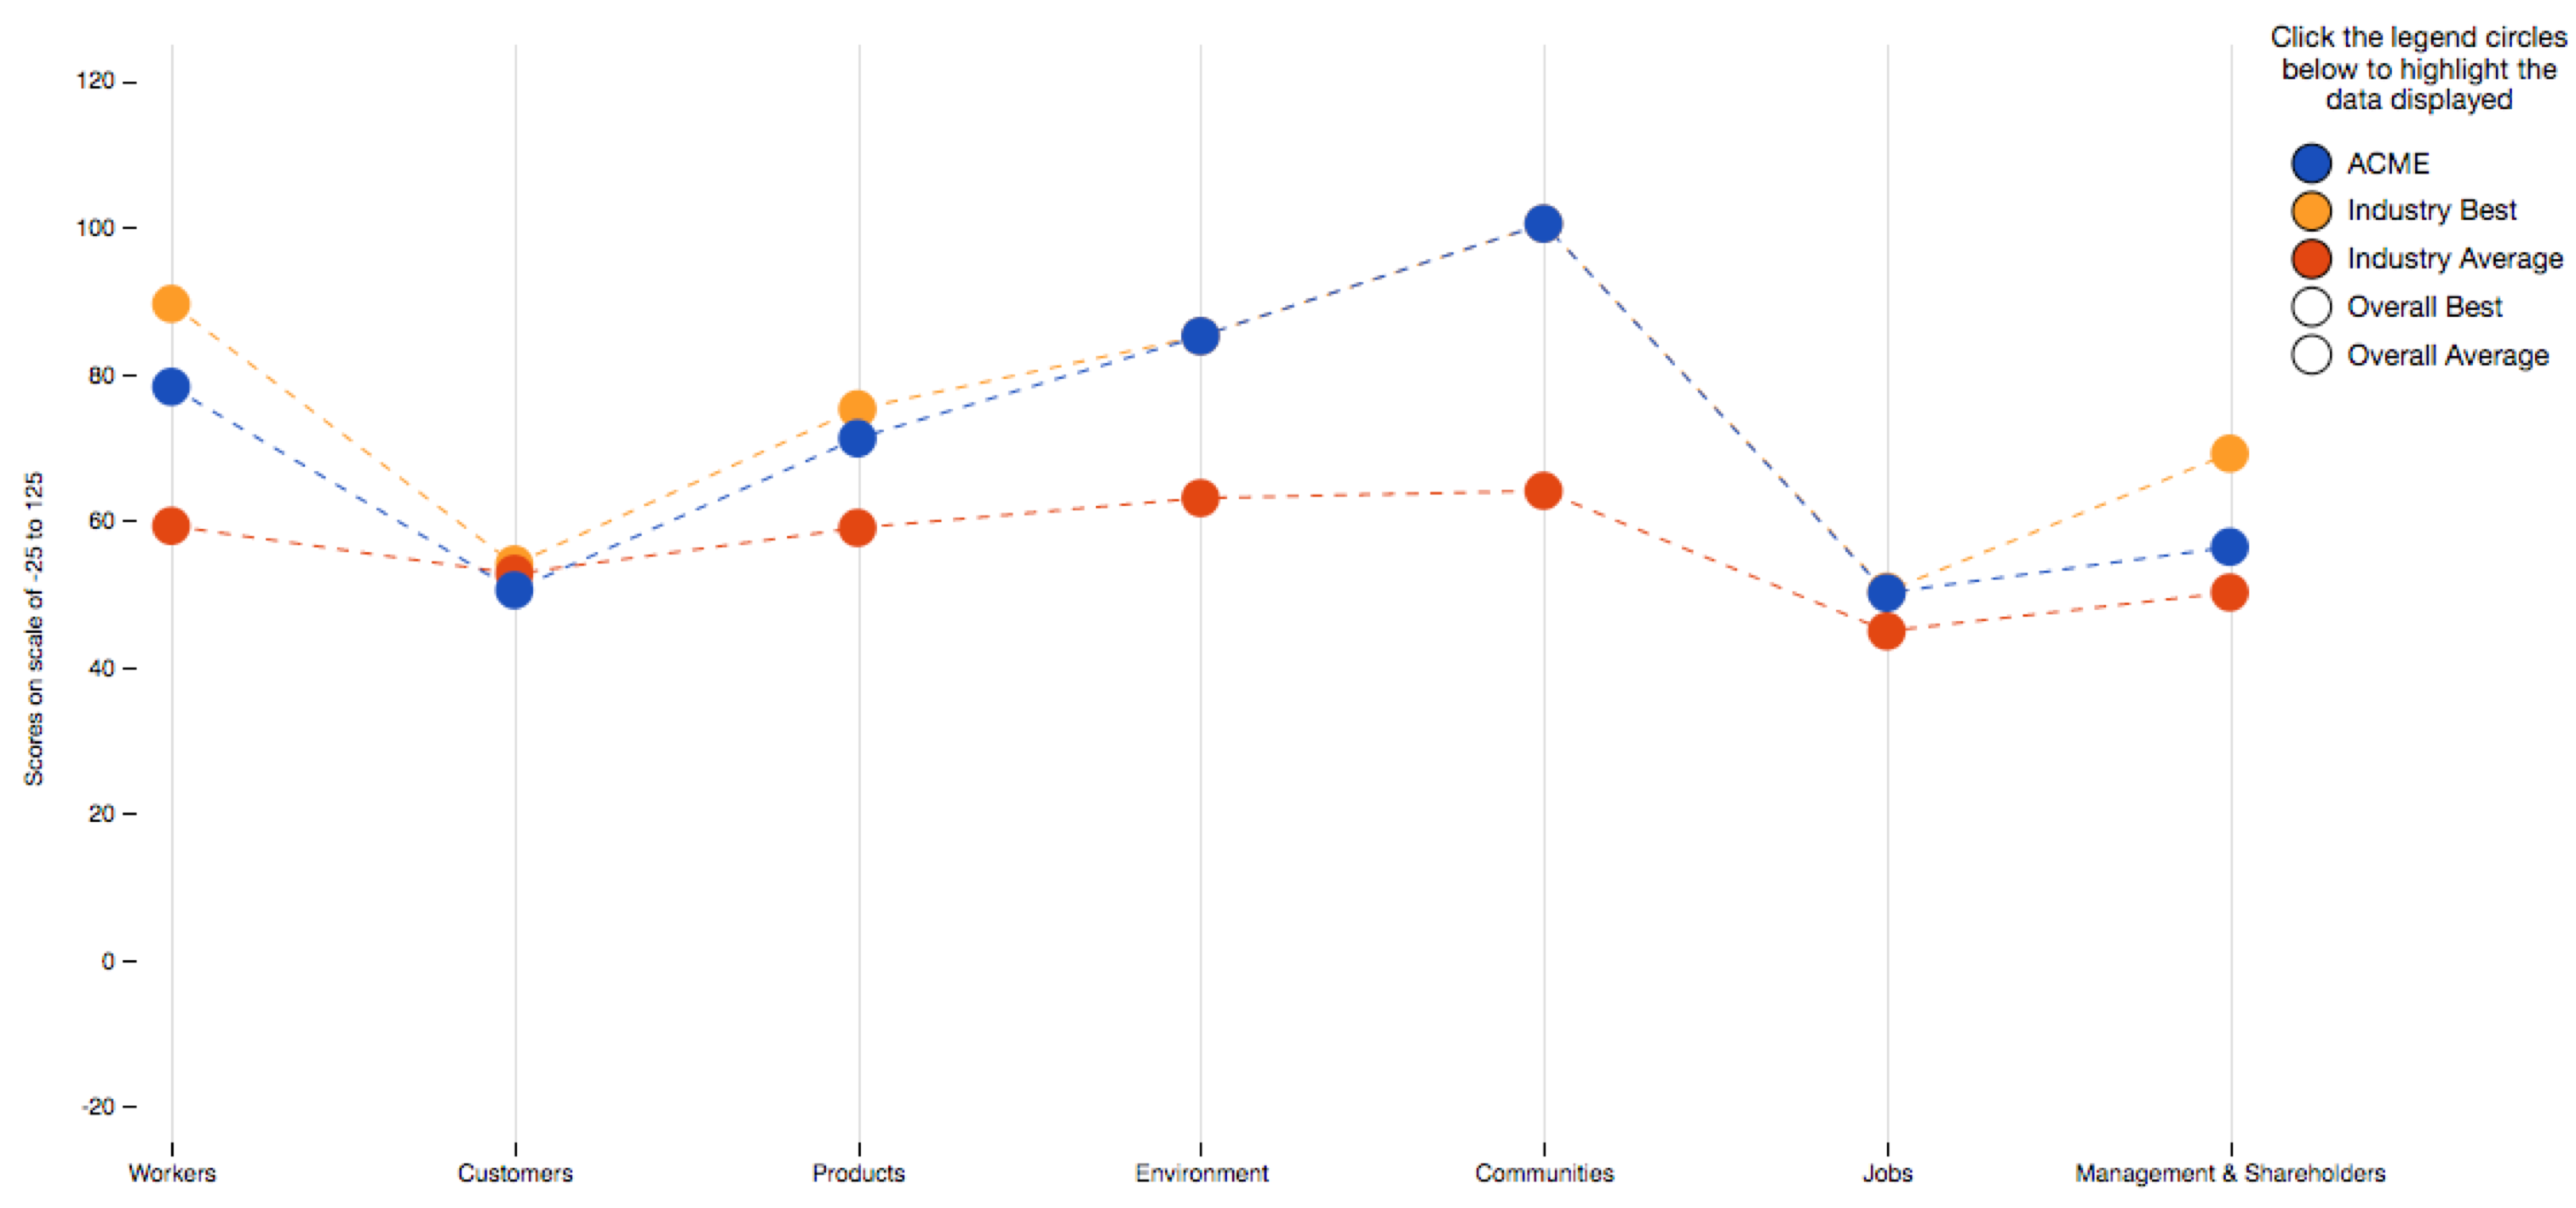 Click the legend circles
below to highlight the
data displayed
ACME
Industry Best
Industry Average
Overall Best
Overall Average
120
100
80
60
40
20
0
-20
Scores on scale of -25 to 125
Workers
Customers
Products
Environment
Communities
Jobs
Management & Shareholders